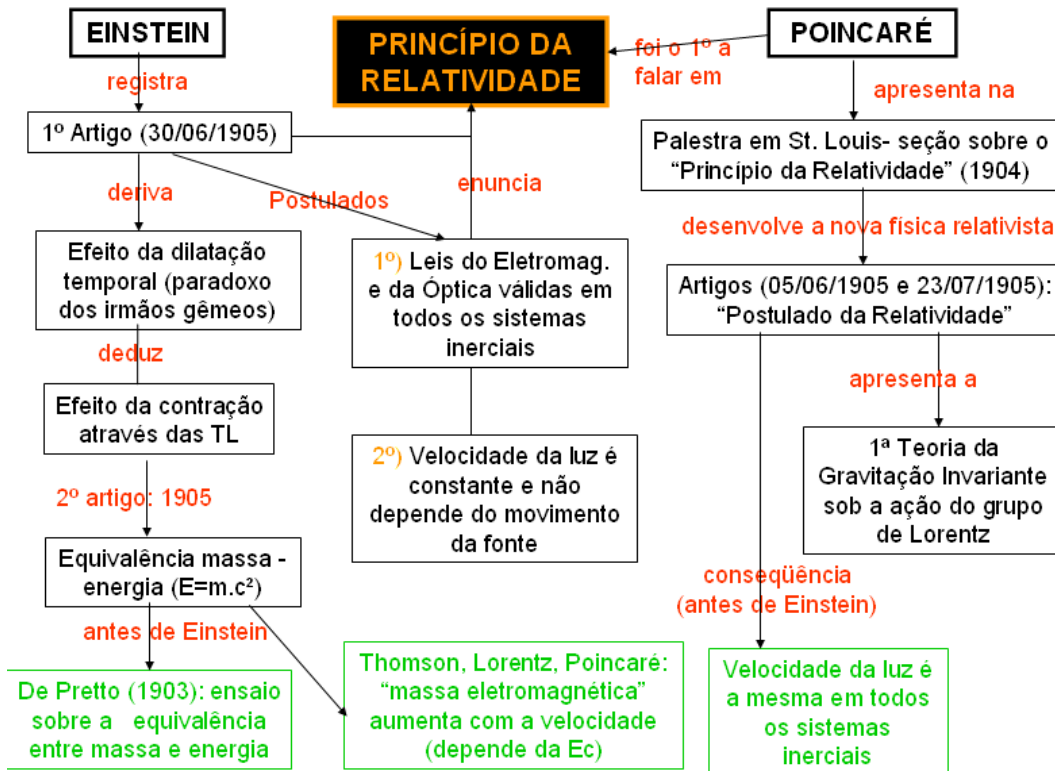 EINSTEIN
registra
1º Artigo (30/06/1905)
deriva
Efeito da dilatação
temporal (paradoxo
dos irmãos gêmeos)
deduz
Efeito da contração
através das TL
2º artigo: 1905
Equivalência massa -
energia (E=m.c²)
antes de Einstein
De Pretto (1903): ensaio
sobre a equivalência
entre massa e energia
PRINCÍPIO DA
RELATIVIDADE
Postulados
enuncia
1º) Leis do Eletromag.
e da Óptica válidas em
todos os sistemas
inerciais
2º) Velocidade da luz é
constante e não
depende do movimento
da fonte
Thomson, Lorentz, Poincaré:
“massa eletromagnética”
aumenta com a velocidade
(depende da Ec)
POINCARÉ
foi o 1º a
falar em
apresenta na
Palestra em St. Louis- seção sobre o
“Princípio da Relatividade” (1904)
desenvolve a nova física relativista
Artigos (05/06/1905 e 23/07/1905):
“Postulado da Relatividade”
apresenta a
1ª Teoria da
Gravitação Invariante
sob a ação do grupo
de Lorentz
conseqüência
(antes de Einstein)
Velocidade da luz é
a mesma em todos
os sistemas
inerciais